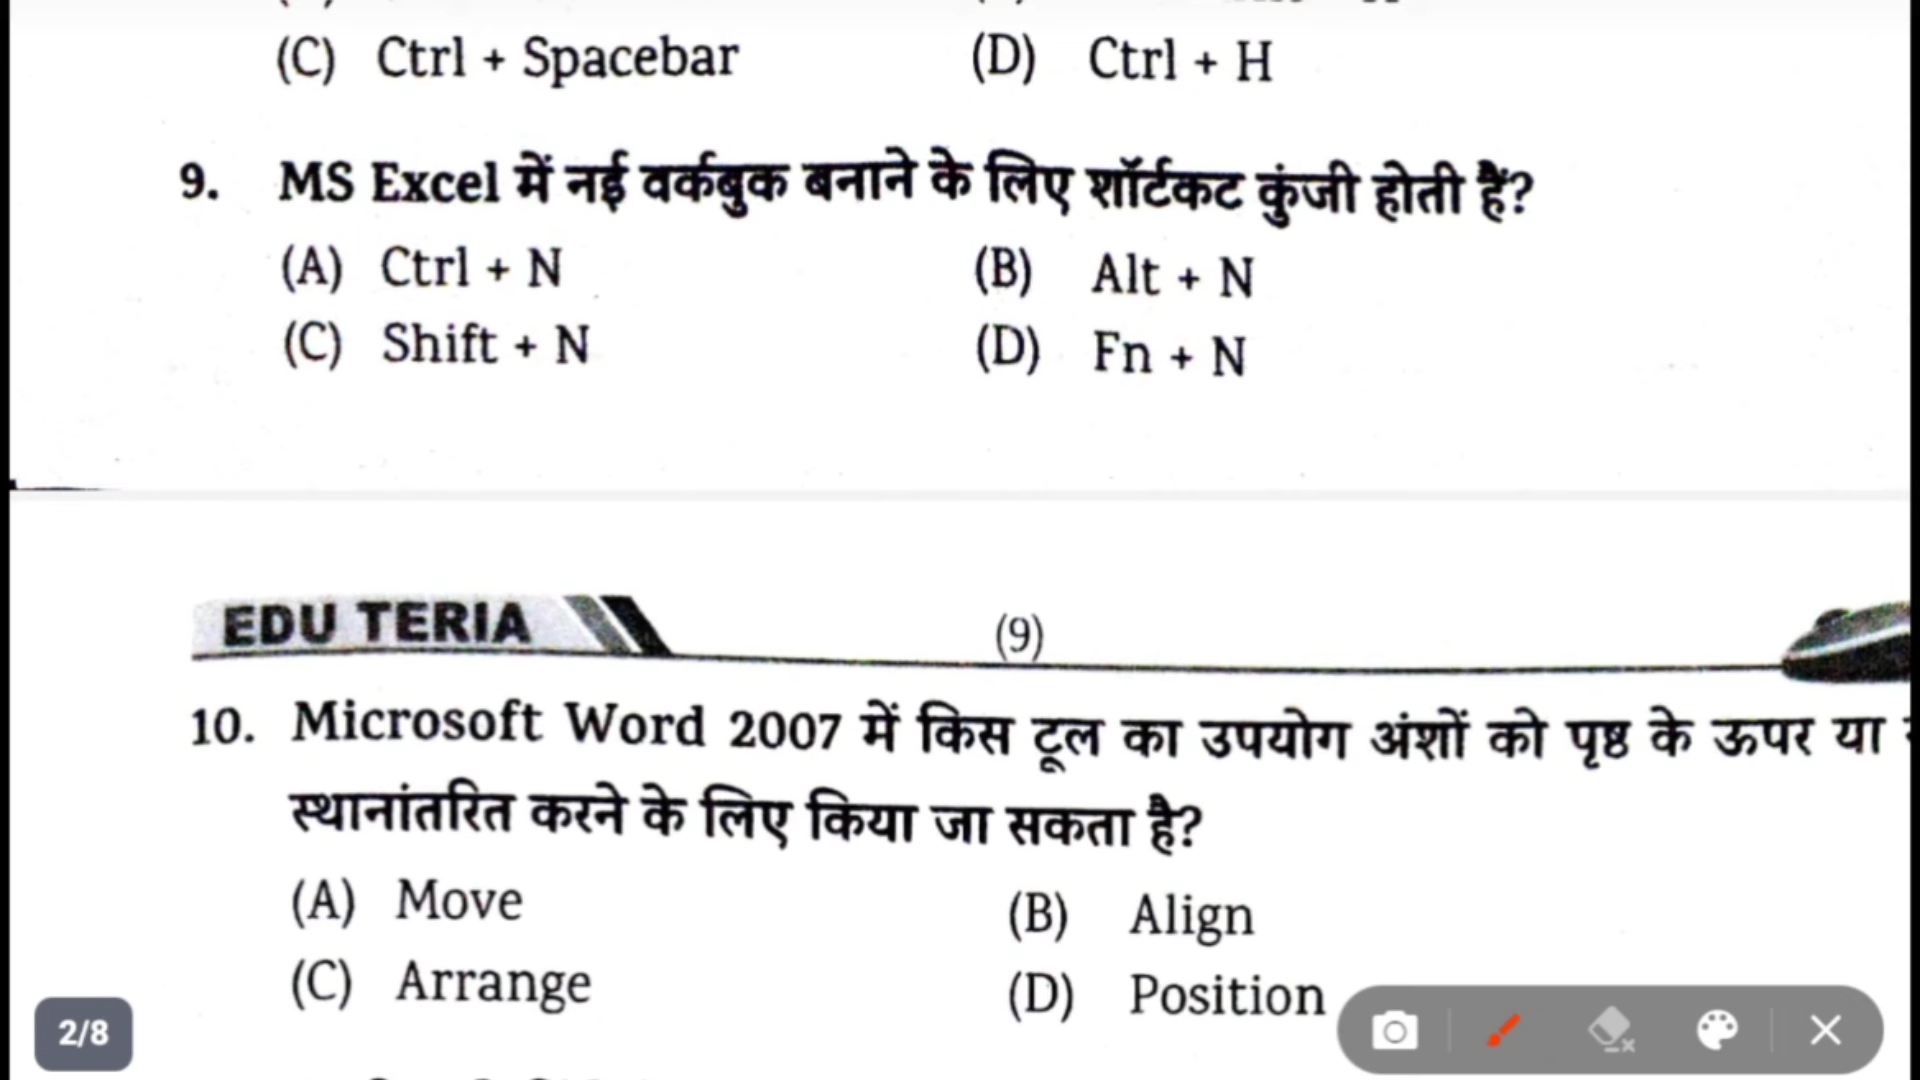 (C) Ctrl + Spacebar (D) Ctrl + H
9. MS Excel में नई वर्कबुक बनाने के लिए शॉर्टकट कुंजी होती हैं?
(A) Ctrl + N (B) Alt + N
(C) Shift + N (D) Fn + N
EDU TERIA (9)
10. Microsoft Word 2007 में किस टूल का उपयोग अंशों को पृष्ठ के ऊपर या
स्थानांतरित करने के लिए किया जा सकता है?
(A) Move (B) Align
(C) Arrange (D) Position
2/8